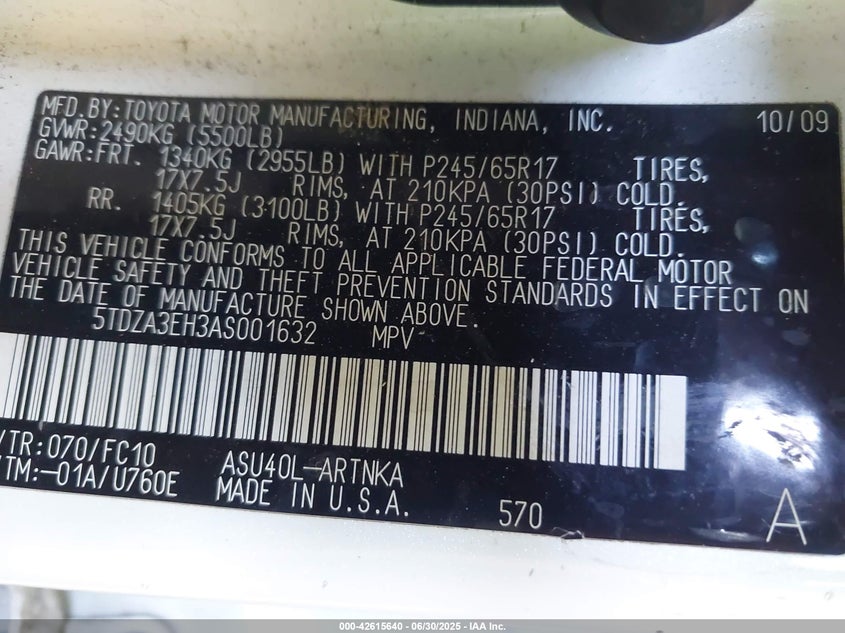 MFD.BY:TOYOTA MOTOR MANUFACTURING, INDIANA, INC. 10/09
GVWR:2490KG (5500LB)
GAWR:FRT. 1340KG (2955LB) WITH P245/65R17 TIRES,
17X7.5J RIMS, AT 210KPA (30PSI) COLD.
RR. 1405KG (3100LB) WITH P245/65R17 TIRES,
17X7.5J RIMS, AT 210KPA (30PSI) COLD.
THIS VEHICLE CONFORMS TO ALL APPLICABLE FEDERAL MOTOR
VEHICLE SAFETY AND THEFT PREVENTION STANDARDS IN EFFECT ON
THE DATE OF MANUFACTURE SHOWN ABOVE.
5TDZA3EH3AS001632 MPV
/TR:070/FC10 ASU40L-ARTNKA
TM:-01A/U760E MADE IN U.S.A. 570 A
000-42615640 - 06/30/2025 - IAA Inc.